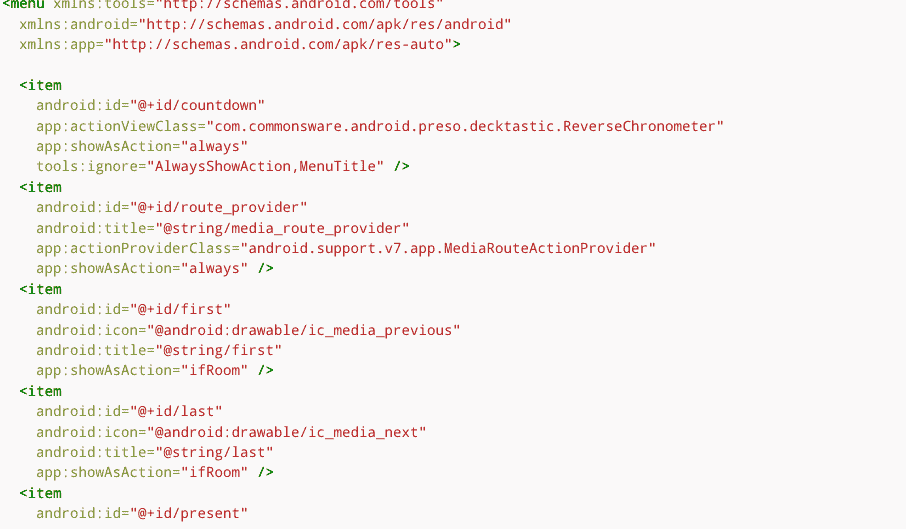 <menu xmlns:tools="http://schemas.android.com/tools"
xmlns:android="http://schemas.android.com/apk/res/android"
xmlns:app="http://schemas.android.com/apk/res-auto">
<item
android:id="@+id/countdown"
app:actionViewClass="com.commonsware.android.preso.decktastic.ReverseChronometer"
app:showAsAction="always"
tools:ignore="AlwaysShowAction,MenuTitle" />
<item
android:id="@+id/route_provider"
android:title="@string/media_route_provider"
app:actionProviderClass="android.support.v7.app.MediaRouteActionProvider"
app:showAsAction="always" />
<item
android:id="@+id/first"
android:icon="@android:drawable/ic_media_previous"
android:title="@string/first"
app:showAsAction="ifRoom" />
<item
android:id="@+id/last"
android:icon="@android:drawable/ic_media_next"
android:title="@string/last"
app:showAsAction="ifRoom" />
<item
android:id="@+id/present"